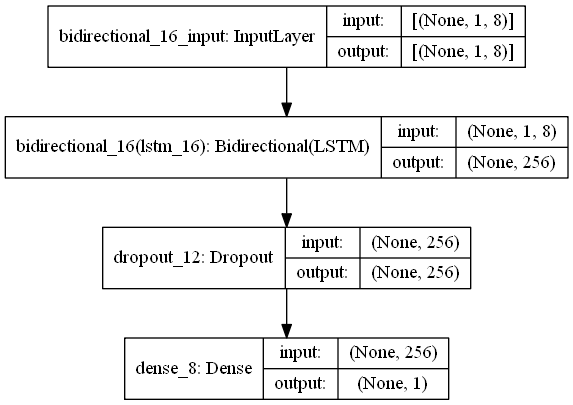 bidirectional_16_input: InputLayer
input: [(None, 1, 8)]
output: [(None, 1, 8)]
bidirectional_16(lstm_16): Bidirectional(LSTM)
input: (None, 1, 8)
output: (None, 256)
dropout_12: Dropout
input: (None, 256)
output: (None, 256)
dense_8: Dense
input: (None, 256)
output: (None, 1)